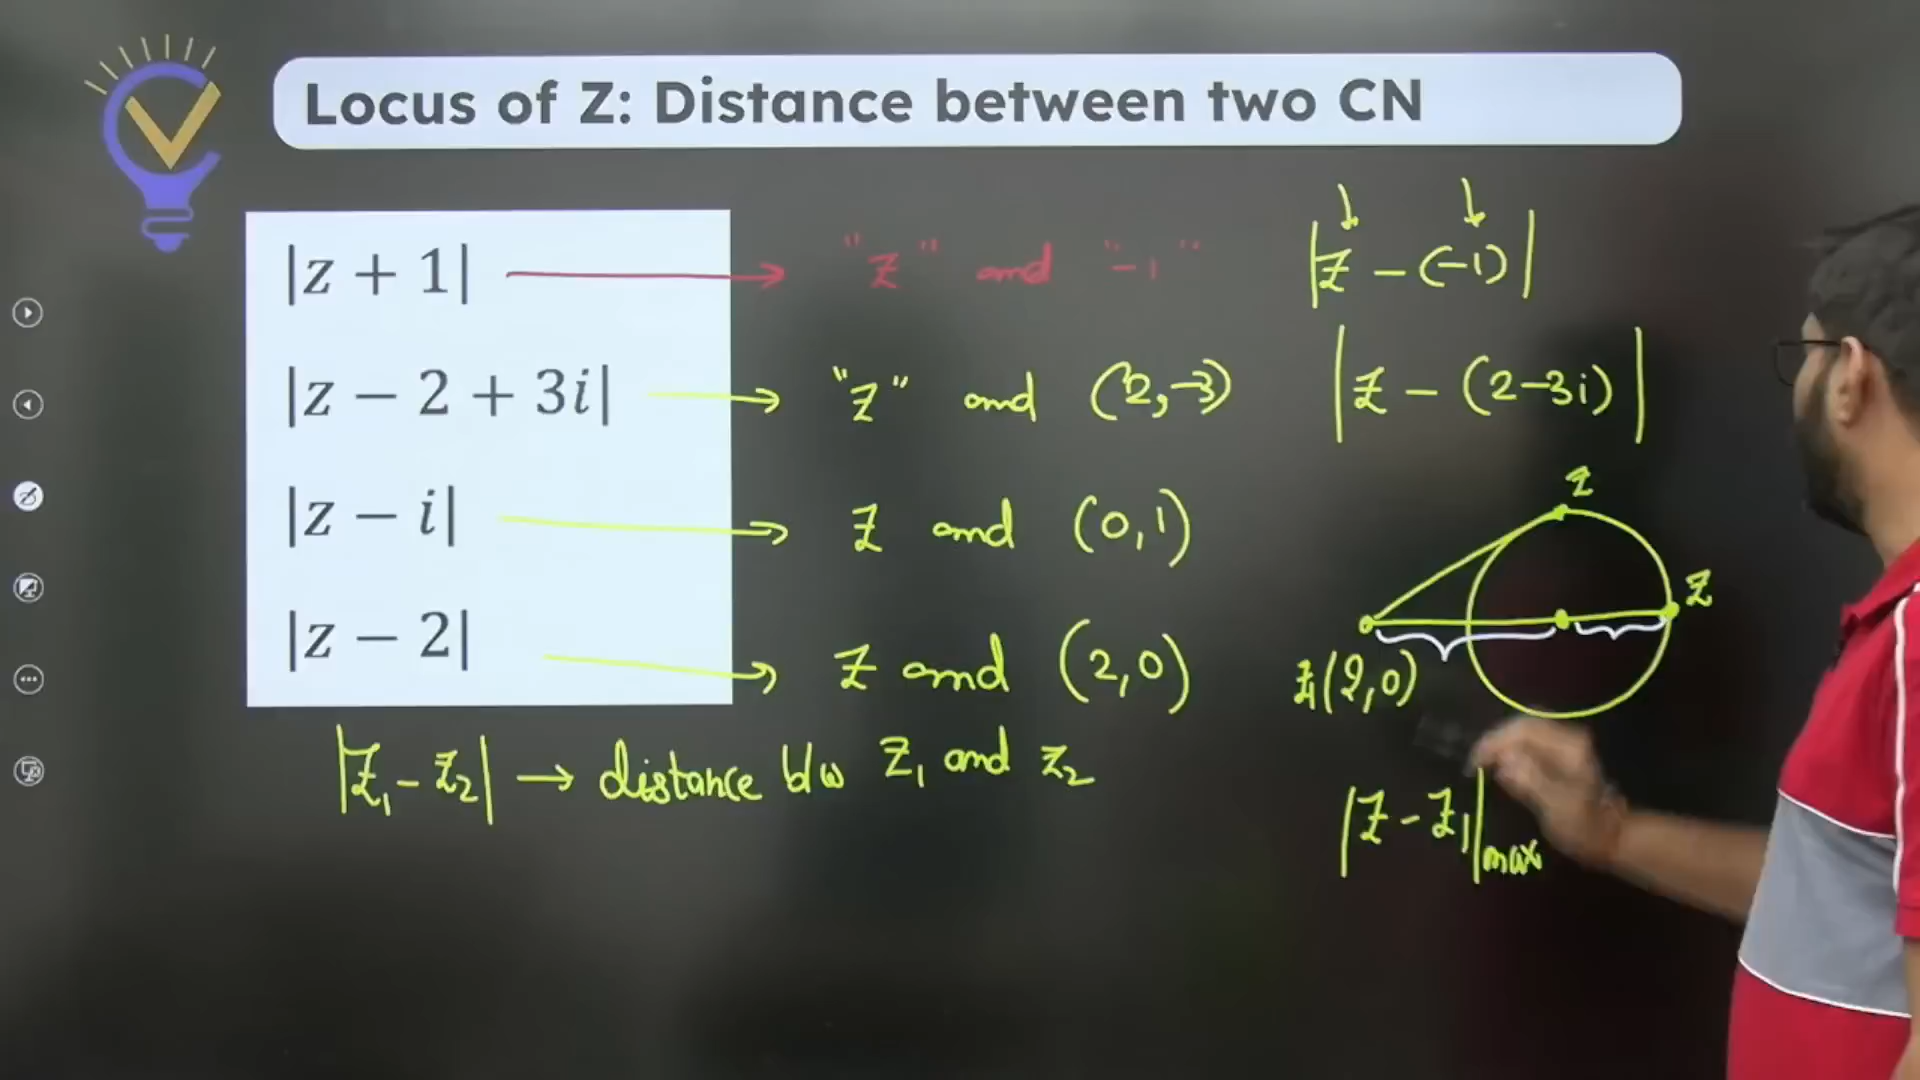 Locus of Z: Distance between two CN
|z + 1| → "z" and "-1" |z - (-1)|
|z - 2 + 3i| → "z" and (2,-3) |z - (2-3i)|
|z - i| → z and (0,1)
z
z
|z - 2| → z and (2,0)
z₁(2,0)
|z₁ - z₂| → distance b/w z₁ and z₂
|z - z₁|max